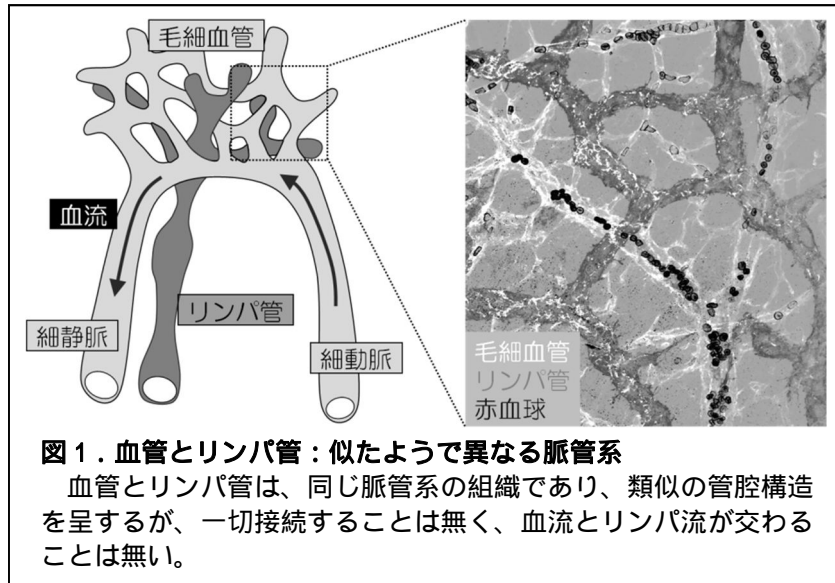 毛細血管
血流
リンパ管
細静脈
細動脈
毛細血管
リンパ管
赤血球
図1．血管とリンパ管：似たようで異なる脈管系
血管とリンパ管は、同じ脈管系の組織であり、類似の管腔構造
を呈するが、一切接続することは無く、血流とリンパ流が交わる
ことは無い。